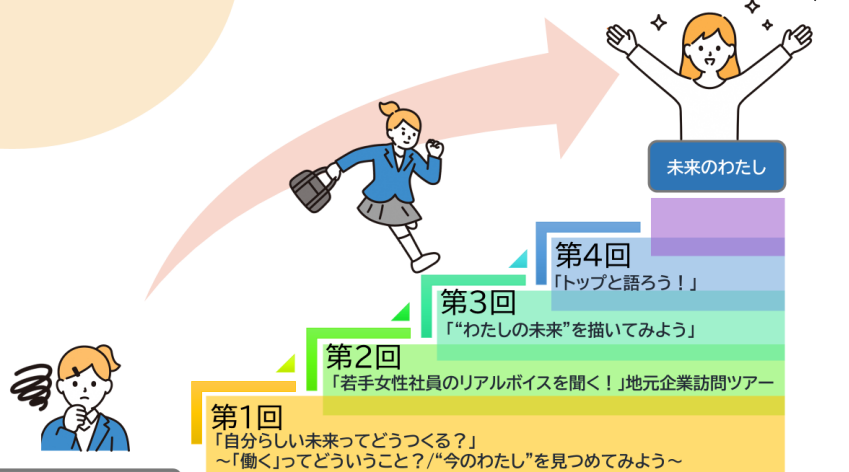 未来のわたし
第4回
「トップと語ろう！」
第3回
「“わたしの未来”を描いてみよう」
第2回
「若手女性社員のリアルボイスを聞く！」地元企業訪問ツアー
第1回
「自分らしい未来ってどうつくる？」
～「働く」ってどういうこと？/“今のわたし”を見つめてみよう～